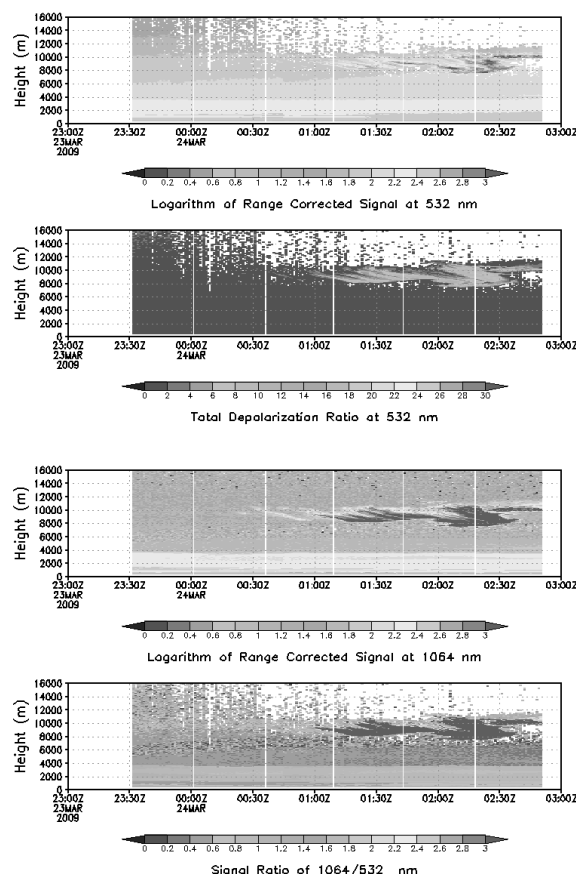 16000
14000
12000
10000
8000
6000
4000
2000
0
Height (m)
23:00Z 23:30Z 00:00Z 00:30Z 01:00Z 01:30Z 02:00Z 02:30Z 03:00Z
23MAR 24MAR
2009
0 0.2 0.4 0.6 0.8 1 1.2 1.4 1.6 1.8 2 2.2 2.4 2.6 2.8 3
Logarithm of Range Corrected Signal at 532 nm
16000
14000
12000
10000
8000
6000
4000
2000
0
Height (m)
23:00Z 23:30Z 00:00Z 00:30Z 01:00Z 01:30Z 02:00Z 02:30Z 03:00Z
23MAR 24MAR
2009
0 2 4 6 8 10 12 14 16 18 20 22 24 26 28 30
Total Depolarization Ratio at 532 nm
16000
14000
12000
10000
8000
6000
4000
2000
0
Height (m)
23:00Z 23:30Z 00:00Z 00:30Z 01:00Z 01:30Z 02:00Z 02:30Z 03:00Z
23MAR 24MAR
2009
0 0.2 0.4 0.6 0.8 1 1.2 1.4 1.6 1.8 2 2.2 2.4 2.6 2.8 3
Logarithm of Range Corrected Signal at 1064 nm
16000
14000
12000
10000
8000
6000
4000
2000
0
Height (m)
23:00Z 23:30Z 00:00Z 00:30Z 01:00Z 01:30Z 02:00Z 02:30Z 03:00Z
23MAR 24MAR
2009
0 0.2 0.4 0.6 0.8 1 1.2 1.4 1.6 1.8 2 2.2 2.4 2.6 2.8 3
Signal Ratio of 1064/532 nm